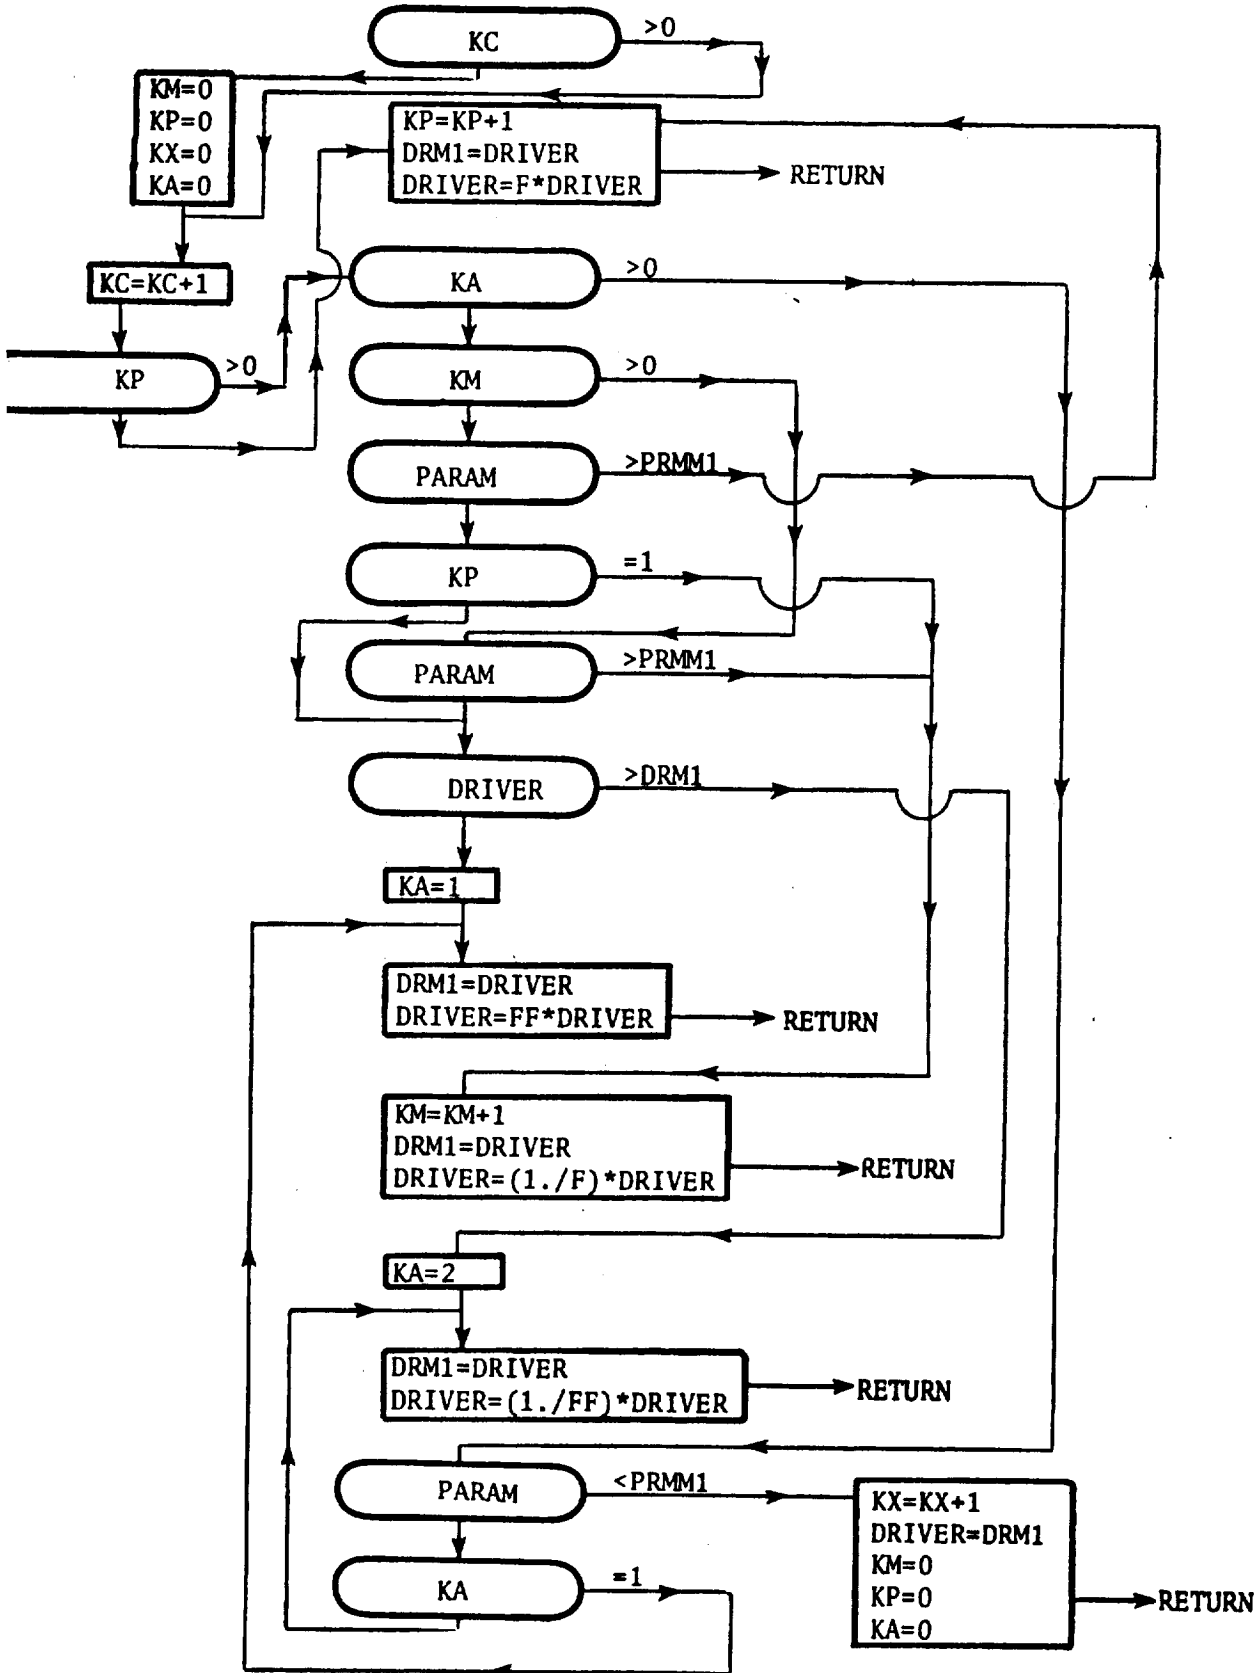 KC
>0
KM=0
KP=0
KX=0
KA=0
KP=KP+1
DRM1=DRIVER
DRIVER=F*DRIVER
RETURN
KC=KC+1
KA
>0
KP
>0
KM
>0
PARAM
>PRMM1
KP
=1
PARAM
>PRMM1
DRIVER
>DRM1
KA=1
DRM1=DRIVER
DRIVER=FF*DRIVER
RETURN
KM=KM+1
DRM1=DRIVER
DRIVER=(1./F)*DRIVER
RETURN
KA=2
DRM1=DRIVER
DRIVER=(1./FF)*DRIVER
RETURN
PARAM
<PRMM1
KX=KX+1
DRIVER=DRM1
KM=0
KP=0
KA=0
RETURN
KA
=1